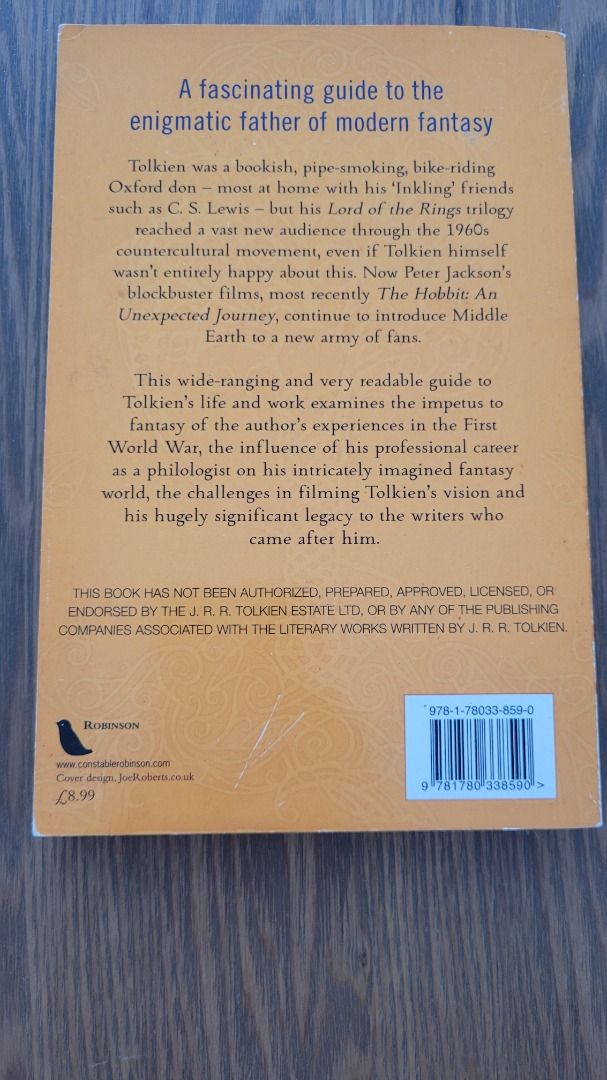 A fascinating guide to the
enigmatic father of modern fantasy
Tolkien was a bookish, pipe-smoking, bike-riding
Oxford don – most at home with his ‘Inkling’ friends
such as C. S. Lewis – but his Lord of the Rings trilogy
reached a vast new audience through the 1960s
countercultural movement, even if Tolkien himself
wasn’t entirely happy about this. Now Peter Jackson’s
blockbuster films, most recently The Hobbit: An
Unexpected Journey, continue to introduce Middle
Earth to a new army of fans.
This wide-ranging and very readable guide to
Tolkien’s life and work examines the impetus to
fantasy of the author’s experiences in the First
World War, the influence of his professional career
as a philologist on his intricately imagined fantasy
world, the challenges in filming Tolkien’s vision and
his hugely significant legacy to the writers who
came after him.
THIS BOOK HAS NOT BEEN AUTHORIZED, PREPARED, APPROVED, LICENSED, OR
ENDORSED BY THE J. R. R. TOLKIEN ESTATE LTD, OR BY ANY OF THE PUBLISHING
COMPANIES ASSOCIATED WITH THE LITERARY WORKS WRITTEN BY J. R. R. TOLKIEN.
ROBINSON
www.constablerobinson.com
Cover design, JoeRoberts.co.uk
£8.99
978-1-78033-859-0
9 781780 338590 >